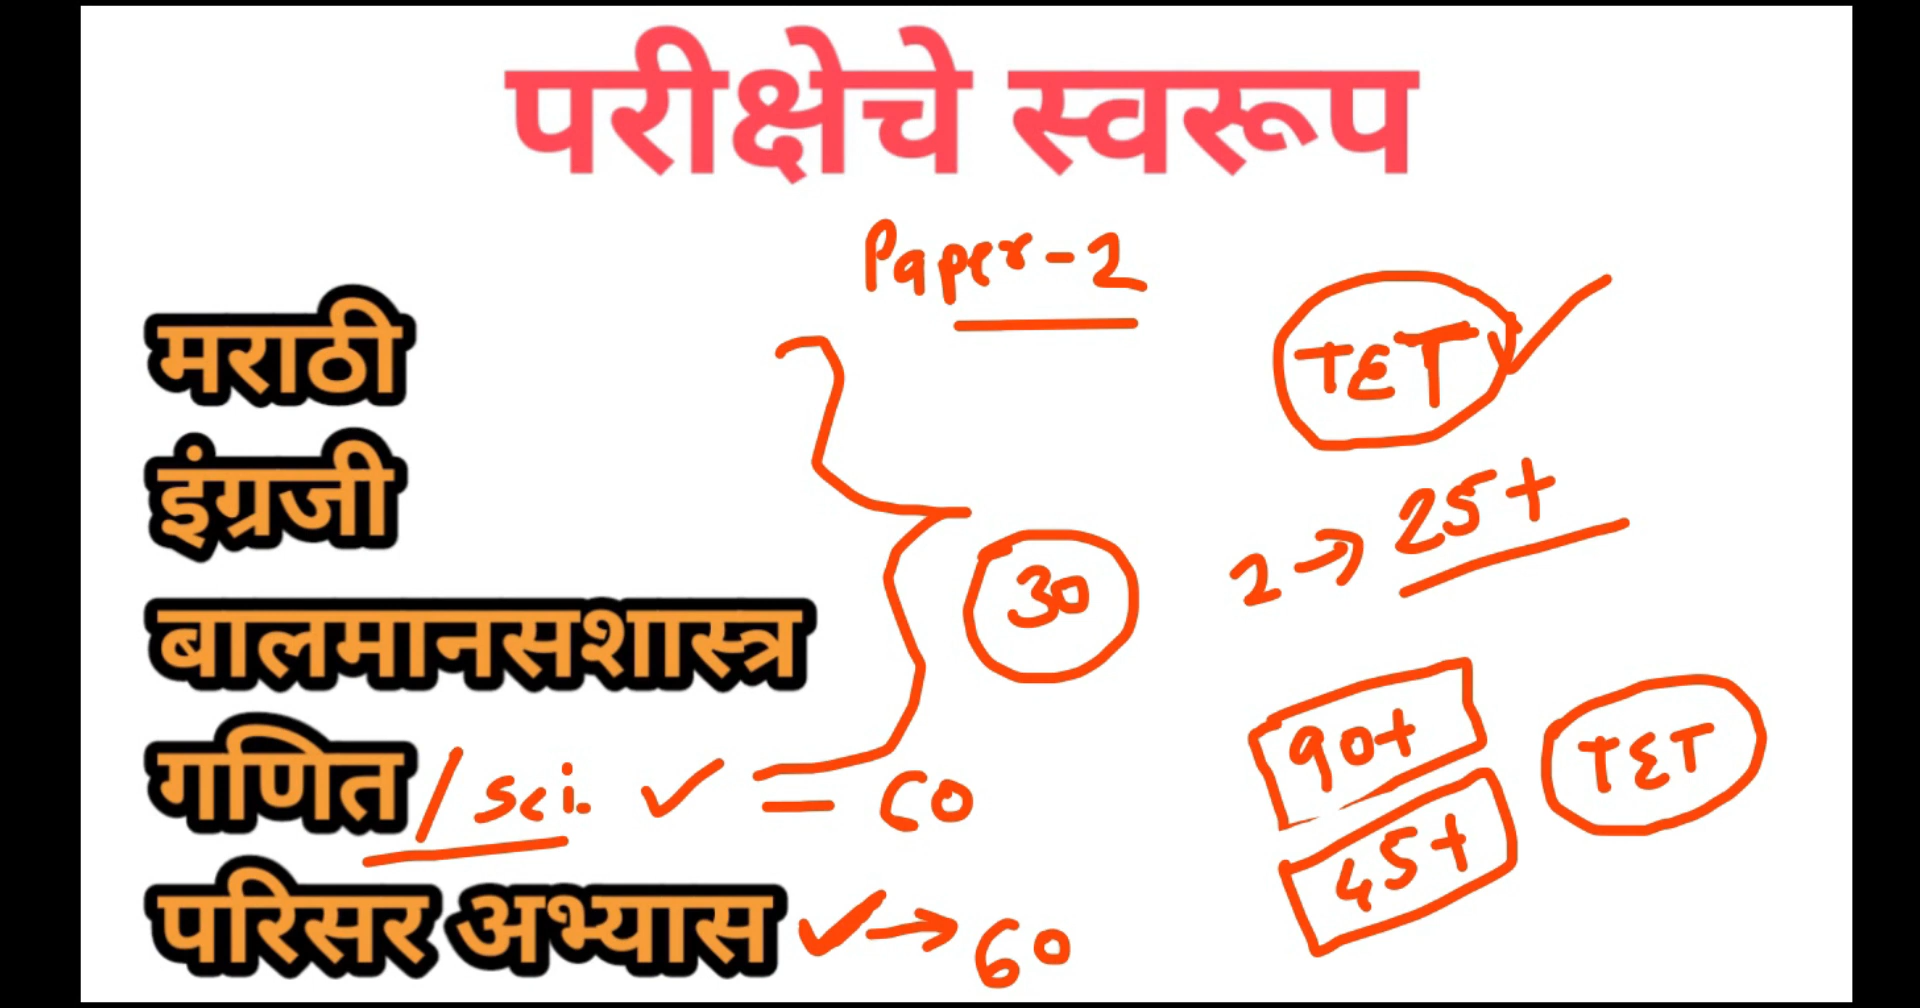 परीक्षेचे स्वरूप
Paper-2
TET
मराठी
इंग्रजी
25+
2 →
30
बालमानसशास्त्र
90+
TET
गणित / sci. = 60
45+
परिसर अभ्यास → 60